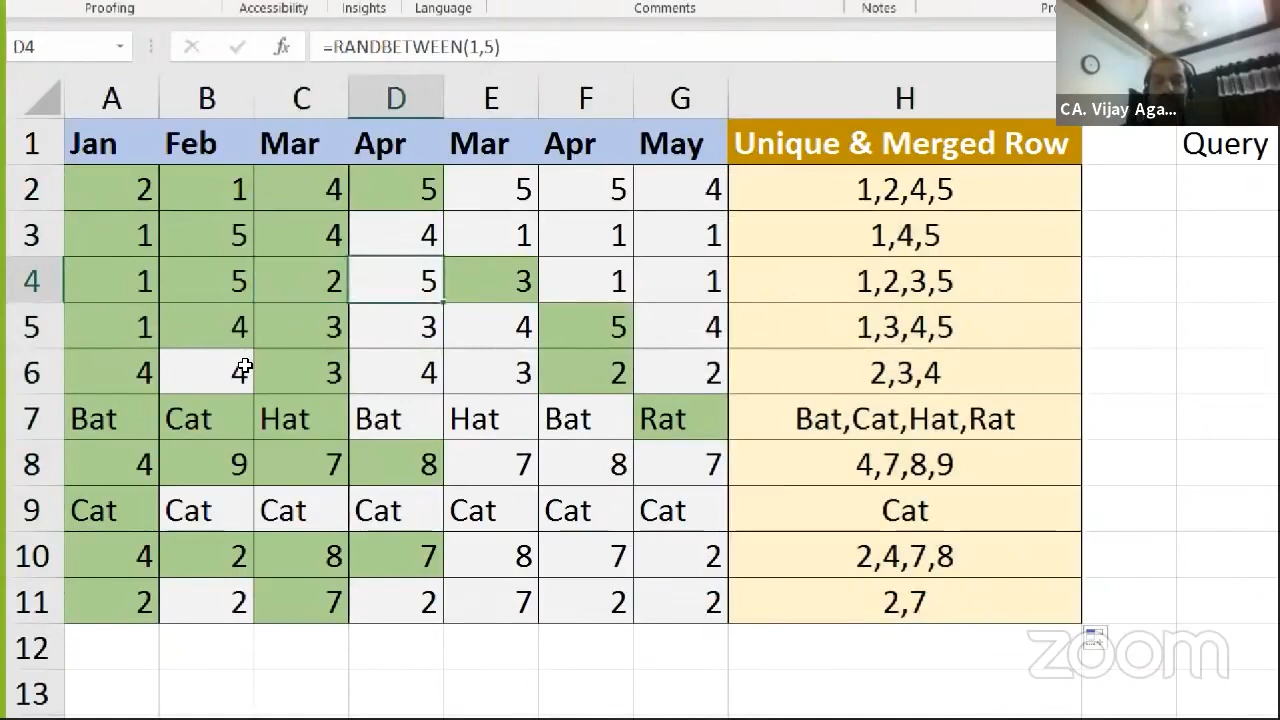 Proofing Accessibility Insights Language Comments Notes
D4 fx =RANDBETWEEN(1,5)
CA. Vijay Aga...
A B C D E F G H
1 Jan Feb Mar Apr Mar Apr May Unique & Merged Row Query
2 2 1 4 5 5 5 4 1,2,4,5
3 1 5 4 4 1 1 1 1,4,5
4 1 5 2 5 3 1 1 1,2,3,5
5 1 4 3 3 4 5 4 1,3,4,5
6 4 4 3 4 3 2 2 2,3,4
7 Bat Cat Hat Bat Hat Bat Rat Bat,Cat,Hat,Rat
8 4 9 7 8 7 8 7 4,7,8,9
9 Cat Cat Cat Cat Cat Cat Cat Cat
10 4 2 8 7 8 7 2 2,4,7,8
11 2 2 7 2 7 2 2 2,7
12
13
zoom